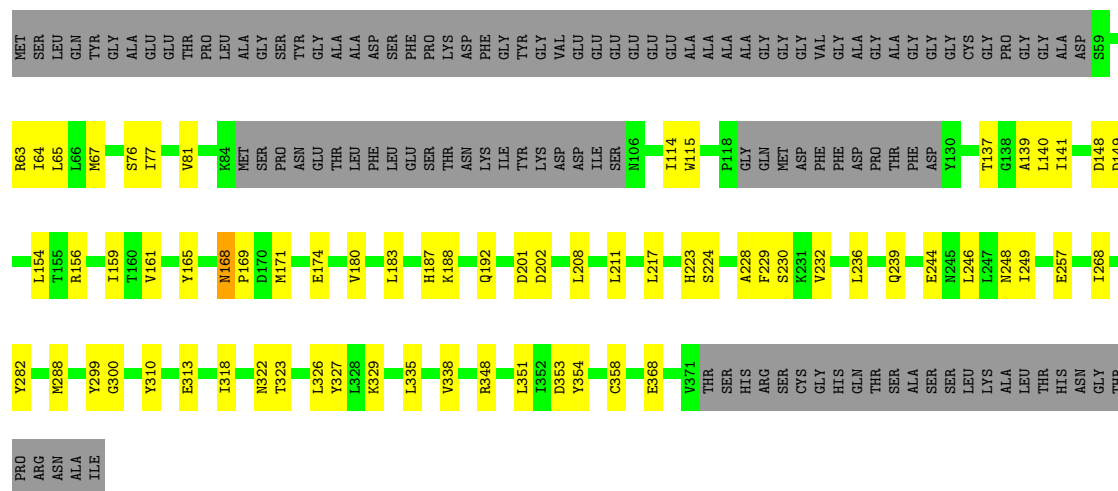 MET SER LEU GLN TYR GLY ALA GLU GLU THR PRO LEU ALA GLY SER TYR GLY ALA ALA ASP SER PHE PRO LYS ASP PHE GLY TYR GLY VAL GLU GLU GLU GLU GLU ALA ALA ALA ALA GLY GLY GLY VAL GLY GLY ALA GLY ALA GLY GLY GLY CYS GLY PRO GLY GLY ALA ASP S59
R63 I64 L65 L66 M67 S76 I77 V81 K84 MET SER PRO ASN GLU THR LEU PHE LEU GLU SER THR ASN LYS ILE TYR LYS ASP ASP ILE SER N106 I114 W115 P118 GLY GLN MET ASP PHE PHE ASP PRO THR PHE ASP Y130 T137 G138 A139 L140 I141 D148 D149
L154 T155 R156 I159 T160 V161 Y165 N168 P169 D170 M171 E174 V180 L183 H187 K188 Q192 D201 D202 L208 L211 L217 H223 S224 A228 F229 S230 K231 V232 L236 Q239 E244 N245 L246 L247 N248 I249 E257 I268
Y282 M288 Y299 G300 Y310 E313 I318 N322 T323 L326 Y327 L328 K329 L335 V338 R348 L351 I352 D353 Y354 C358 E368 V371 THR SER HIS ARG SER CYS GLY HIS GLN THR SER ALA SER SER LEU LYS ALA LEU THR HIS ASN GLY THR
PRO ARG ASN ALA ILE